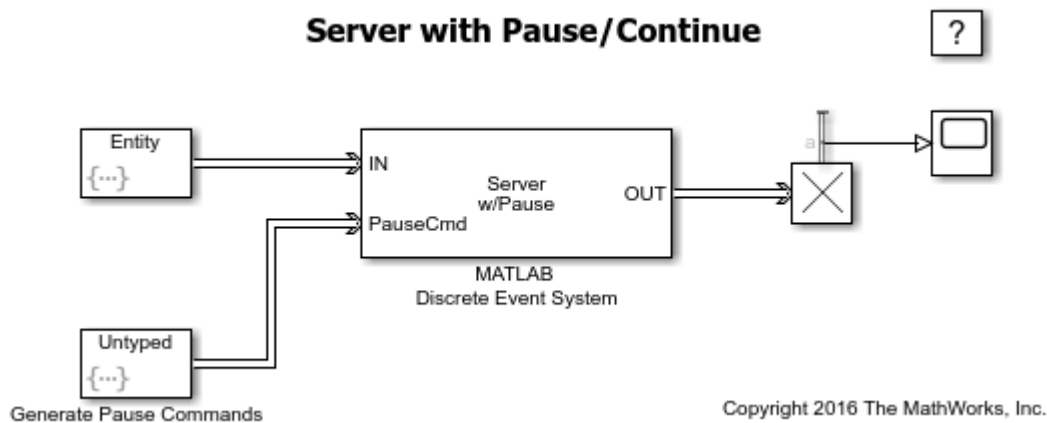 Server with Pause/Continue
?
Entity
{...}
IN
Server
w/Pause
OUT
PauseCmd
a
MATLAB
Discrete Event System
Untyped
{...}
Generate Pause Commands
Copyright 2016 The MathWorks, Inc.